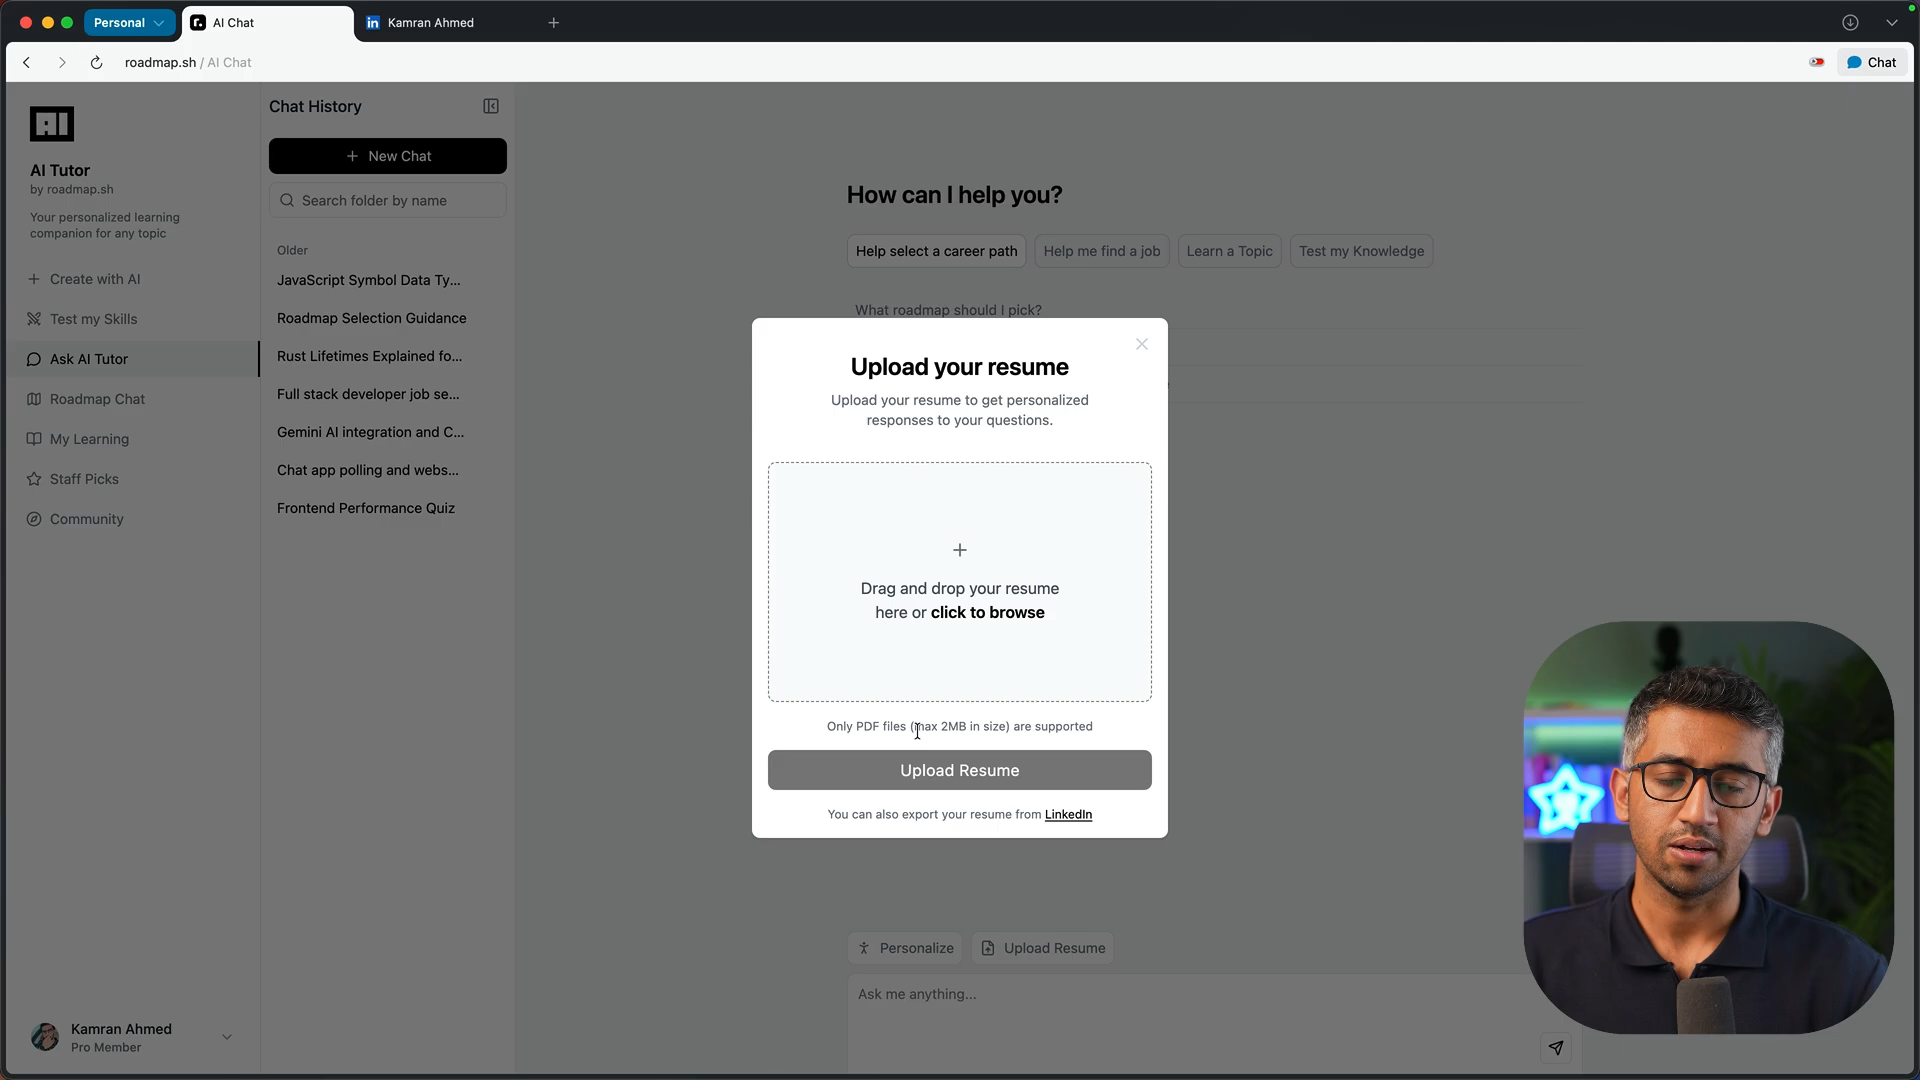 Personal
AI Chat
Kamran Ahmed
roadmap.sh / AI Chat
Chat
AI
AI Tutor
by roadmap.sh
Your personalized learning
companion for any topic
Create with AI
Test my Skills
Ask AI Tutor
Roadmap Chat
My Learning
Staff Picks
Community
Kamran Ahmed
Pro Member
Chat History
New Chat
Search folder by name
Older
JavaScript Symbol Data Ty...
Roadmap Selection Guidance
Rust Lifetimes Explained fo...
Full stack developer job se...
Gemini AI integration and C...
Chat app polling and webs...
Frontend Performance Quiz
How can I help you?
Help select a career path
Help me find a job
Learn a Topic
Test my Knowledge
What roadmap should I pick?
Upload your resume
Upload your resume to get personalized
responses to your questions.
Drag and drop your resume
here or click to browse
Only PDF files (max 2MB in size) are supported
Upload Resume
You can also export your resume from LinkedIn
Personalize
Upload Resume
Ask me anything...